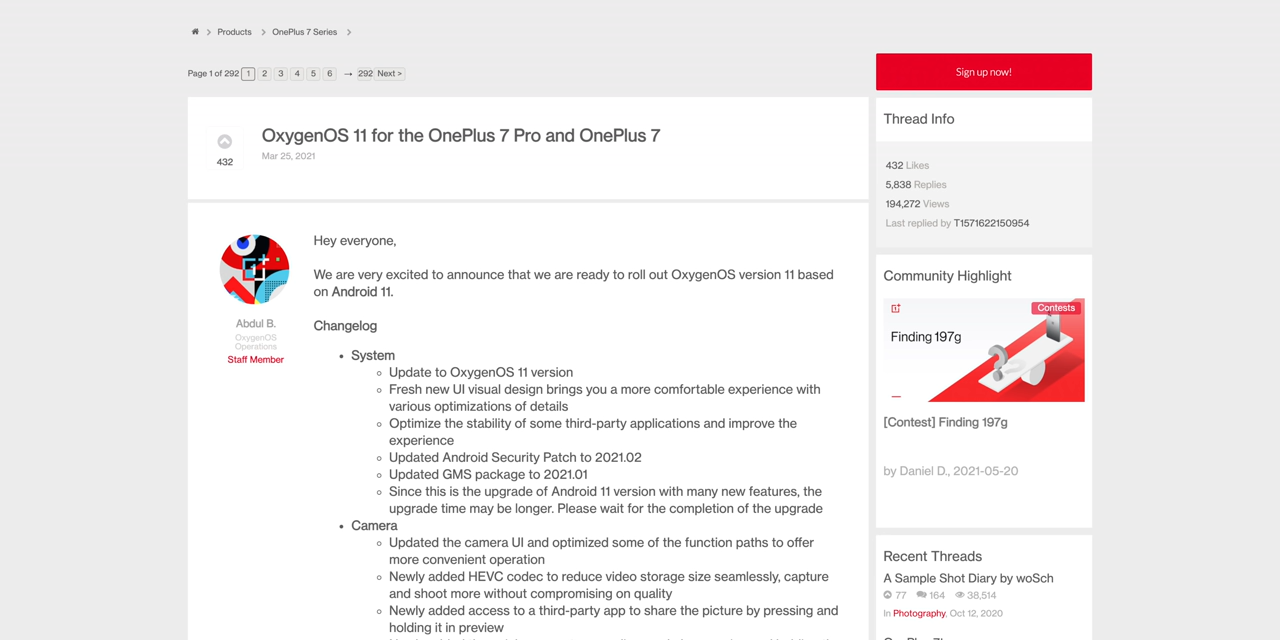 Products
OnePlus 7 Series
Page 1 of 292 1 2 3 4 5 6 → 292 Next >
432
OxygenOS 11 for the OnePlus 7 Pro and OnePlus 7
Mar 25, 2021
Abdul B.
OxygenOS
Operations
Staff Member
Hey everyone,
We are very excited to announce that we are ready to roll out OxygenOS version 11 based
on Android 11.
Changelog
System
Update to OxygenOS 11 version
Fresh new UI visual design brings you a more comfortable experience with
various optimizations of details
Optimize the stability of some third-party applications and improve the
experience
Updated Android Security Patch to 2021.02
Updated GMS package to 2021.01
Since this is the upgrade of Android 11 version with many new features, the
upgrade time may be longer. Please wait for the completion of the upgrade
Camera
Updated the camera UI and optimized some of the function paths to offer
more convenient operation
Newly added HEVC codec to reduce video storage size seamlessly, capture
and shoot more without compromising on quality
Newly added access to a third-party app to share the picture by pressing and
holding it in preview
Sign up now!
Thread Info
432 Likes
5,838 Replies
194,272 Views
Last replied by T1571622150954
Community Highlight
Contests
Finding 197g
[Contest] Finding 197g
by Daniel D., 2021-05-20
Recent Threads
A Sample Shot Diary by woSch
77 164 38,514
In Photography, Oct 12, 2020